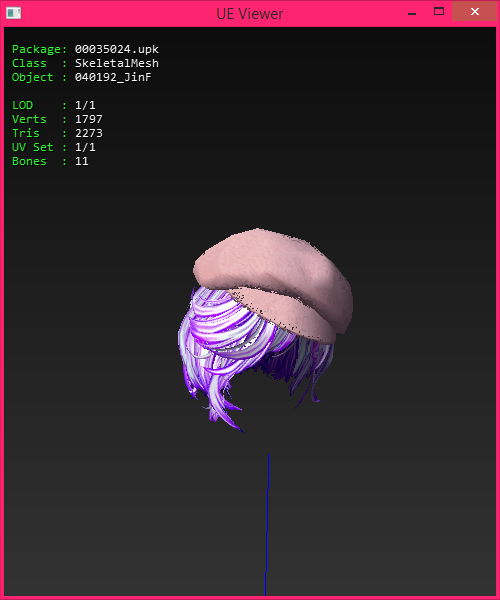 UE Viewer
Package: 00035024.upk
Class  : SkeletalMesh
Object : 040192_JinF
LOD    : 1/1
Verts  : 1797
Tris   : 2273
UV Set : 1/1
Bones  : 11